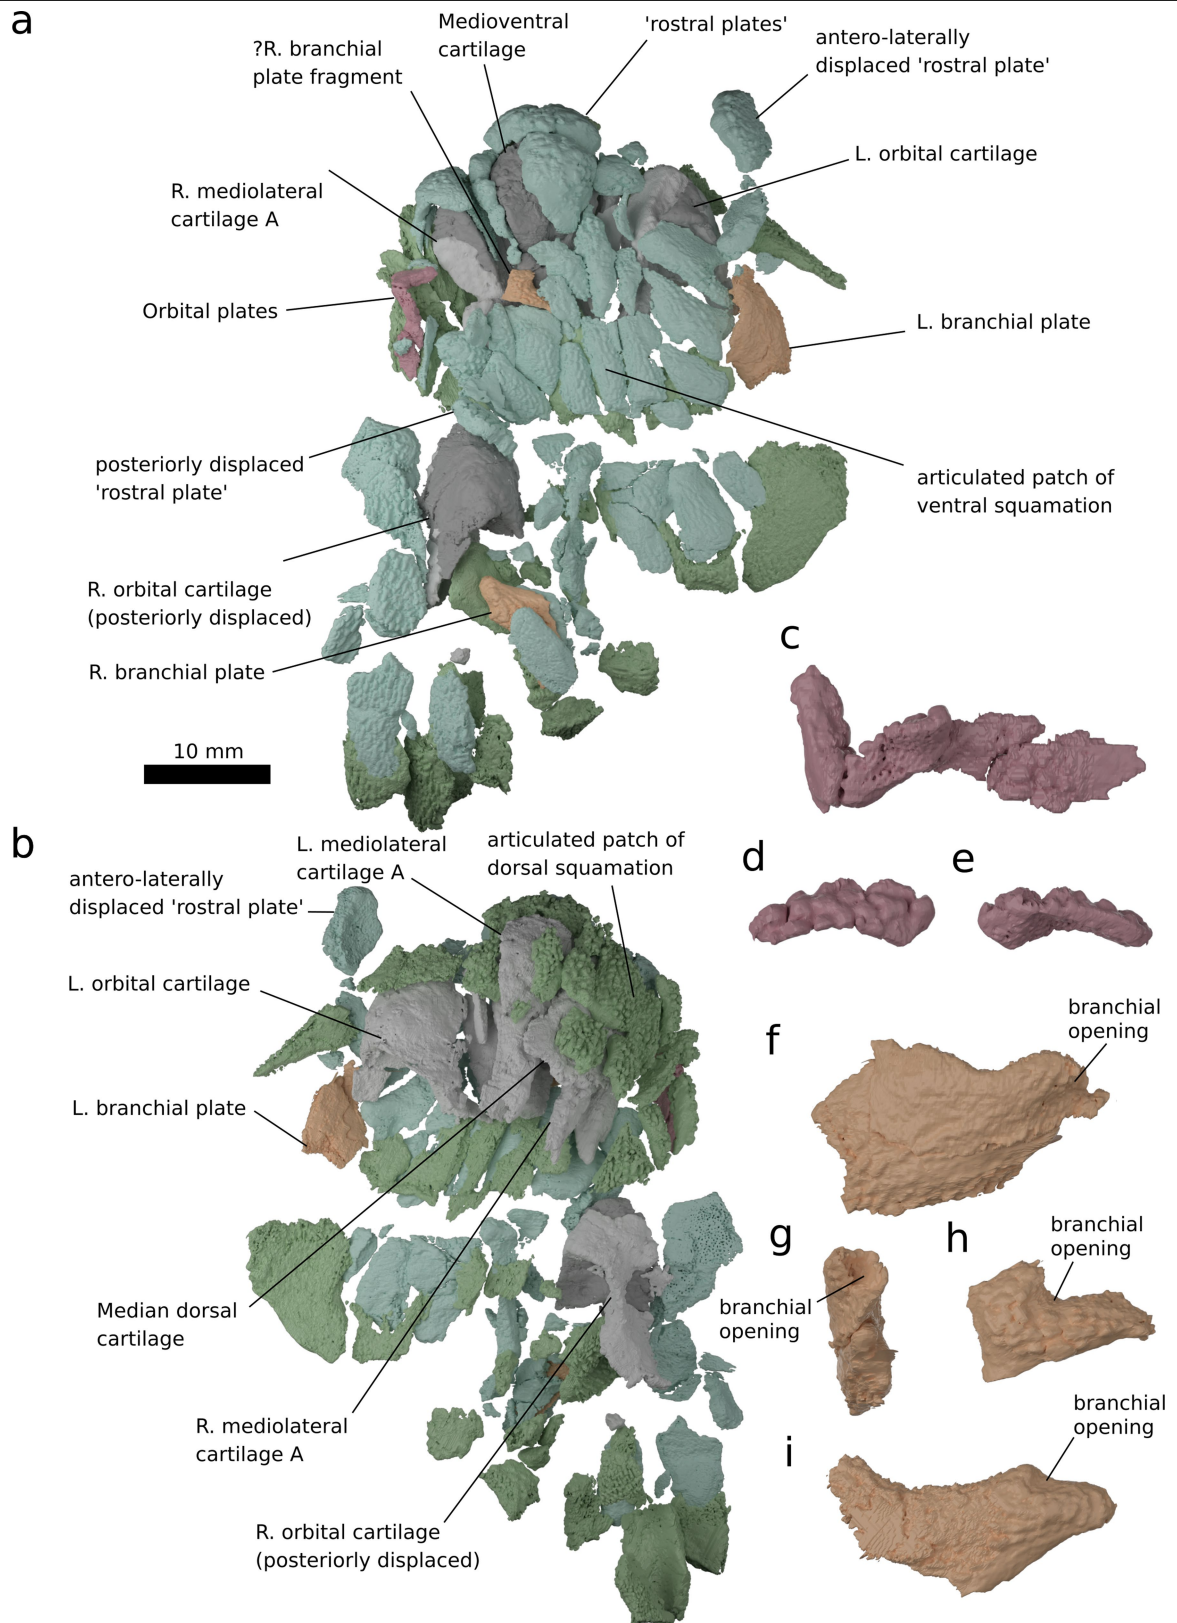 a
Medioventral
cartilage
'rostral plates'
?R. branchial
plate fragment
antero-laterally
displaced 'rostral plate'
L. orbital cartilage
R. mediolateral
cartilage A
Orbital plates
L. branchial plate
posteriorly displaced
'rostral plate'
articulated patch of
ventral squamation
R. orbital cartilage
(posteriorly displaced)
R. branchial plate
10 mm
c
b
L. mediolateral
cartilage A
articulated patch of
dorsal squamation
antero-laterally
displaced 'rostral plate'
L. orbital cartilage
L. branchial plate
Median dorsal
cartilage
R. mediolateral
cartilage A
R. orbital cartilage
(posteriorly displaced)
d
e
f
branchial
opening
g
branchial
opening
h
branchial
opening
i
branchial
opening